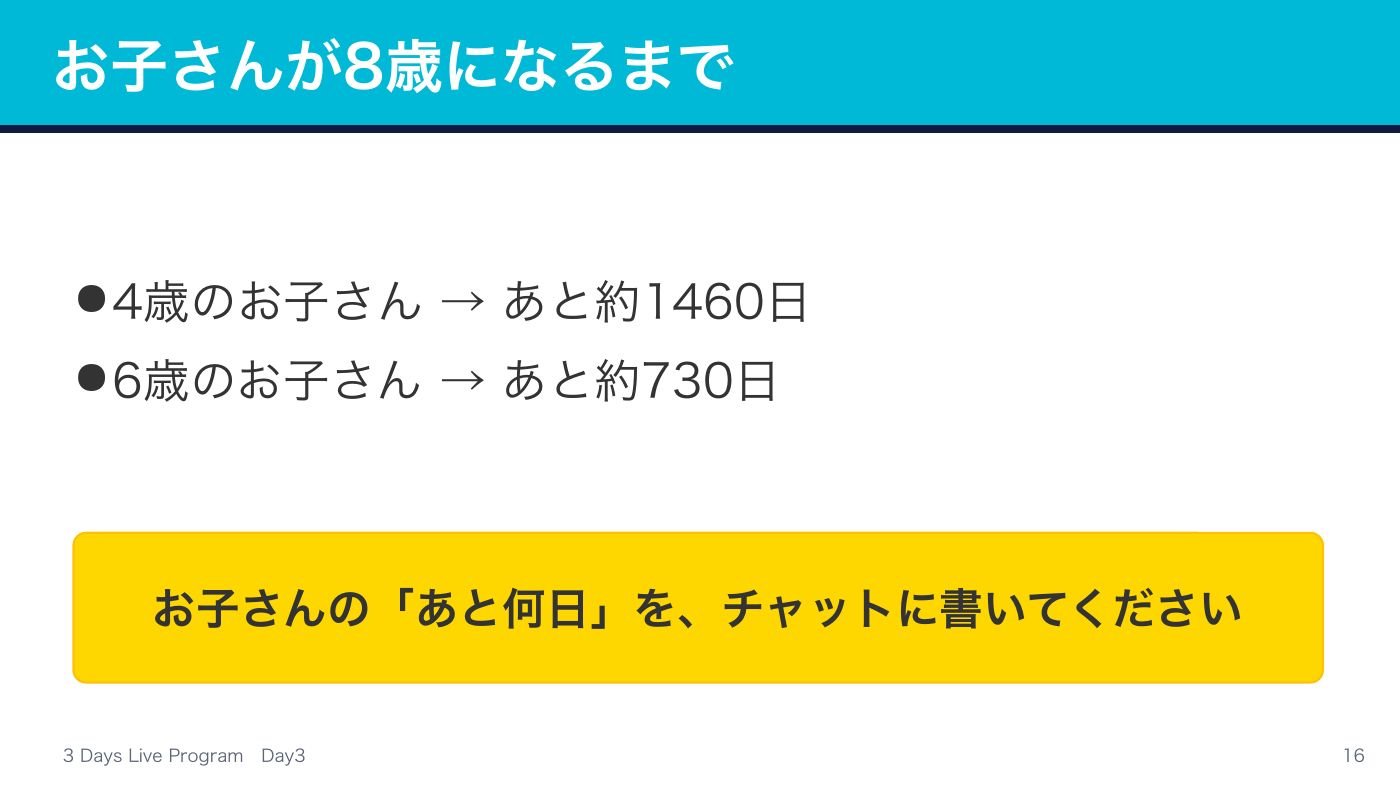 お子さんが8歳になるまで
●4歳のお子さん → あと約1460日
●6歳のお子さん → あと約730日
お子さんの「あと何日」を、チャットに書いてください
3 Days Live Program　Day3
16